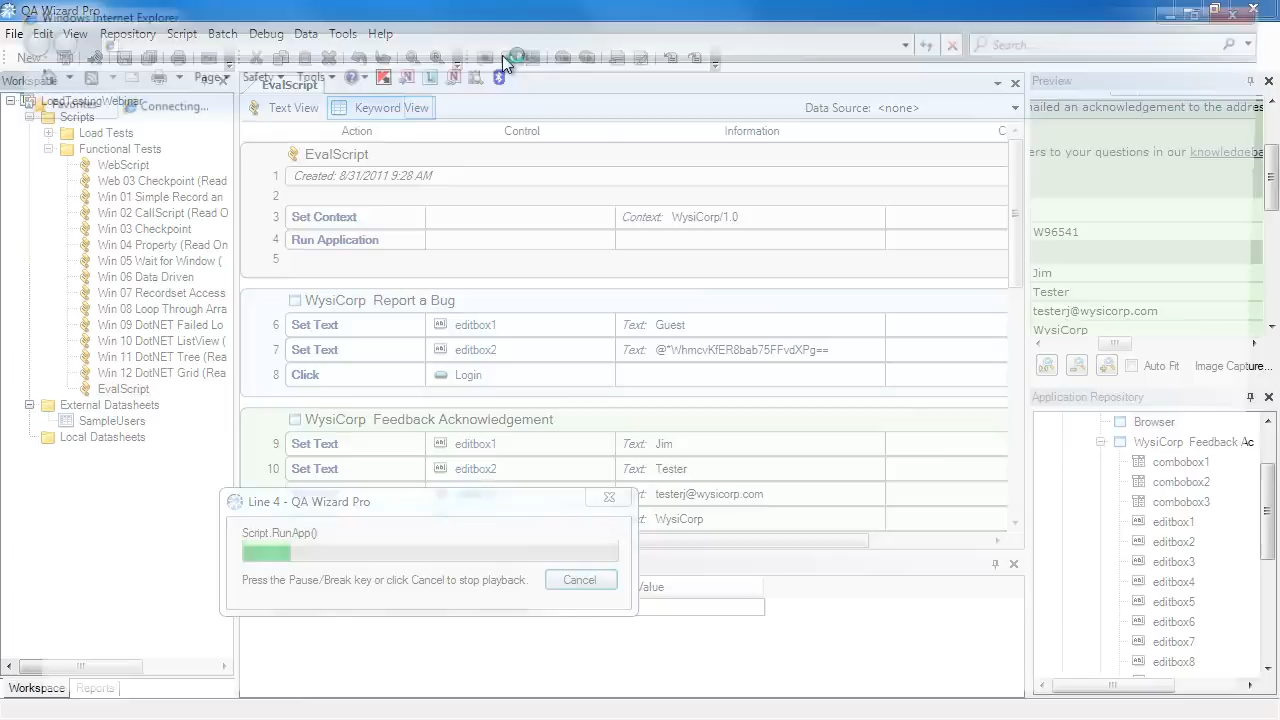 QA Wizard Pro
Windows Internet Explorer
File Edit View Repository Script Batch Debug Data Tools Help
New
Search...
Page Safety Tools
Workspace
Favorites
Connecting...
LoadTestingWebinar
Scripts
Load Tests
Functional Tests
WebScript
Web 03 Checkpoint (Read
Win 01 Simple Record an
Win 02 CallScript (Read O
Win 03 Checkpoint
Win 04 Property (Read On
Win 05 Wait for Window (
Win 06 Data Driven
Win 07 Recordset Access
Win 08 Loop Through Arra
Win 09 DotNET Failed Lo
Win 10 DotNET ListView (
Win 11 DotNET Tree (Rea
Win 12 DotNET Grid (Rea
EvalScript
External Datasheets
SampleUsers
Local Datasheets
Workspace Reports
EvalScript
Text View Keyword View Data Source: <none>
Action Control Information C
EvalScript
1 Created: 8/31/2011 9:28 AM
2
3 Set Context Context: WysiCorp/1.0
4 Run Application
5
WysiCorp Report a Bug
6 Set Text editbox1 Text: Guest
7 Set Text editbox2 Text: @*WhmcvKfER8bab75FFvdXPg==
8 Click Login
WysiCorp Feedback Acknowledgement
9 Set Text editbox1 Text: Jim
10 Set Text editbox2 Text: Tester
testerj@wysicorp.com
WysiCorp
Line 4 - QA Wizard Pro
Script.RunApp()
Press the Pause/Break key or click Cancel to stop playback.
Cancel
Value
Preview
nailed an acknowledgement to the addres
ers to your questions in our knowledgeba
W96541
Jim
Tester
testerj@wysicorp.com
WysiCorp
Auto Fit Image Capture...
Application Repository
Browser
WysiCorp Feedback Ac
combobox1
combobox2
combobox3
editbox1
editbox2
editbox3
editbox4
editbox5
editbox6
editbox7
editbox8